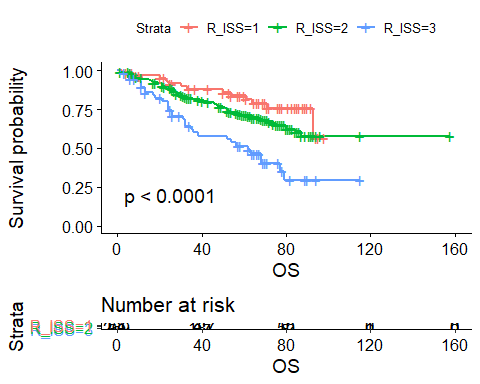 Strata R_ISS=1 R_ISS=2 R_ISS=3
Survival probability
1.00
0.75
0.50
0.25
0.00
p < 0.0001
0 40 80 120 160
OS
Number at risk
Strata
0 40 80 120 160
OS